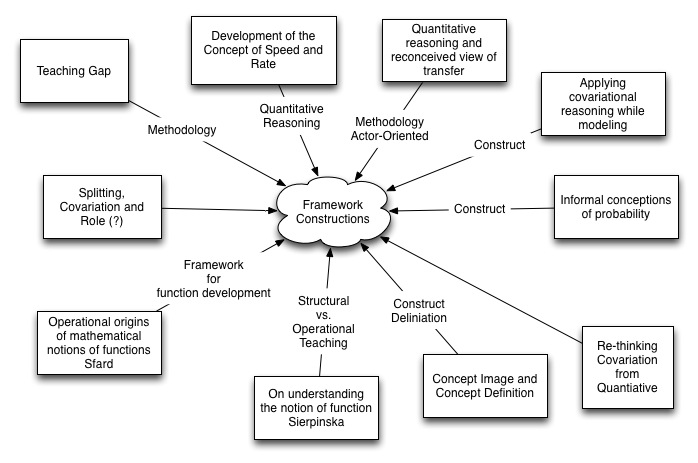 Teaching Gap
Development of the
Concept of Speed and
Rate
Quantitative
reasoning and
reconceived view of
transfer
Applying
covariational
reasoning while
modeling
Methodology
Quantitative
Reasoning
Methodology
Actor-Oriented
Construct
Splitting,
Covariation and
Role (?)
Framework
Constructions
Construct
Informal conceptions
of probability
Framework
for
function development
Structural
vs.
Operational
Teaching
Construct
Deliniation
Operational origins
of mathematical
notions of functions
Sfard
On understanding
the notion of function
Sierpinska
Concept Image and
Concept Definition
Re-thinking
Covariation
from
Quantiative